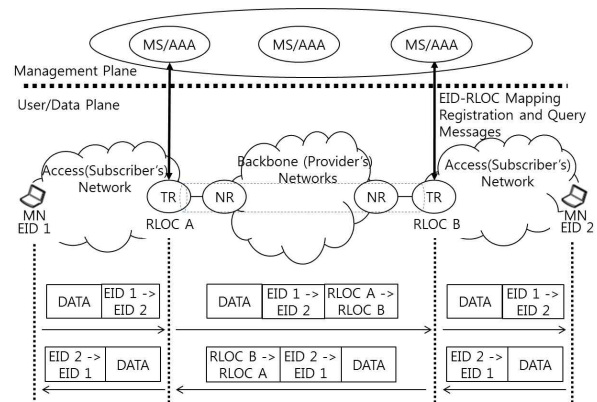 MS/AAA
MS/AAA
MS/AAA
Management Plane
User/Data Plane
EID-RLOC Mapping
Registration and Query
Messages
Access(Subscriber's)
Network
Backbone (Provider's)
Networks
Access(Subscriber's)
Network
TR
NR
NR
TR
MN
EID 1
RLOC A
RLOC B
MN
EID 2
DATA
EID 1 ->
EID 2
DATA
EID 1 ->
EID 2
RLOC A ->
RLOC B
DATA
EID 1 ->
EID 2
EID 2 ->
EID 1
DATA
RLOC B ->
RLOC A
EID 2 ->
EID 1
DATA
EID 2 ->
EID 1
DATA